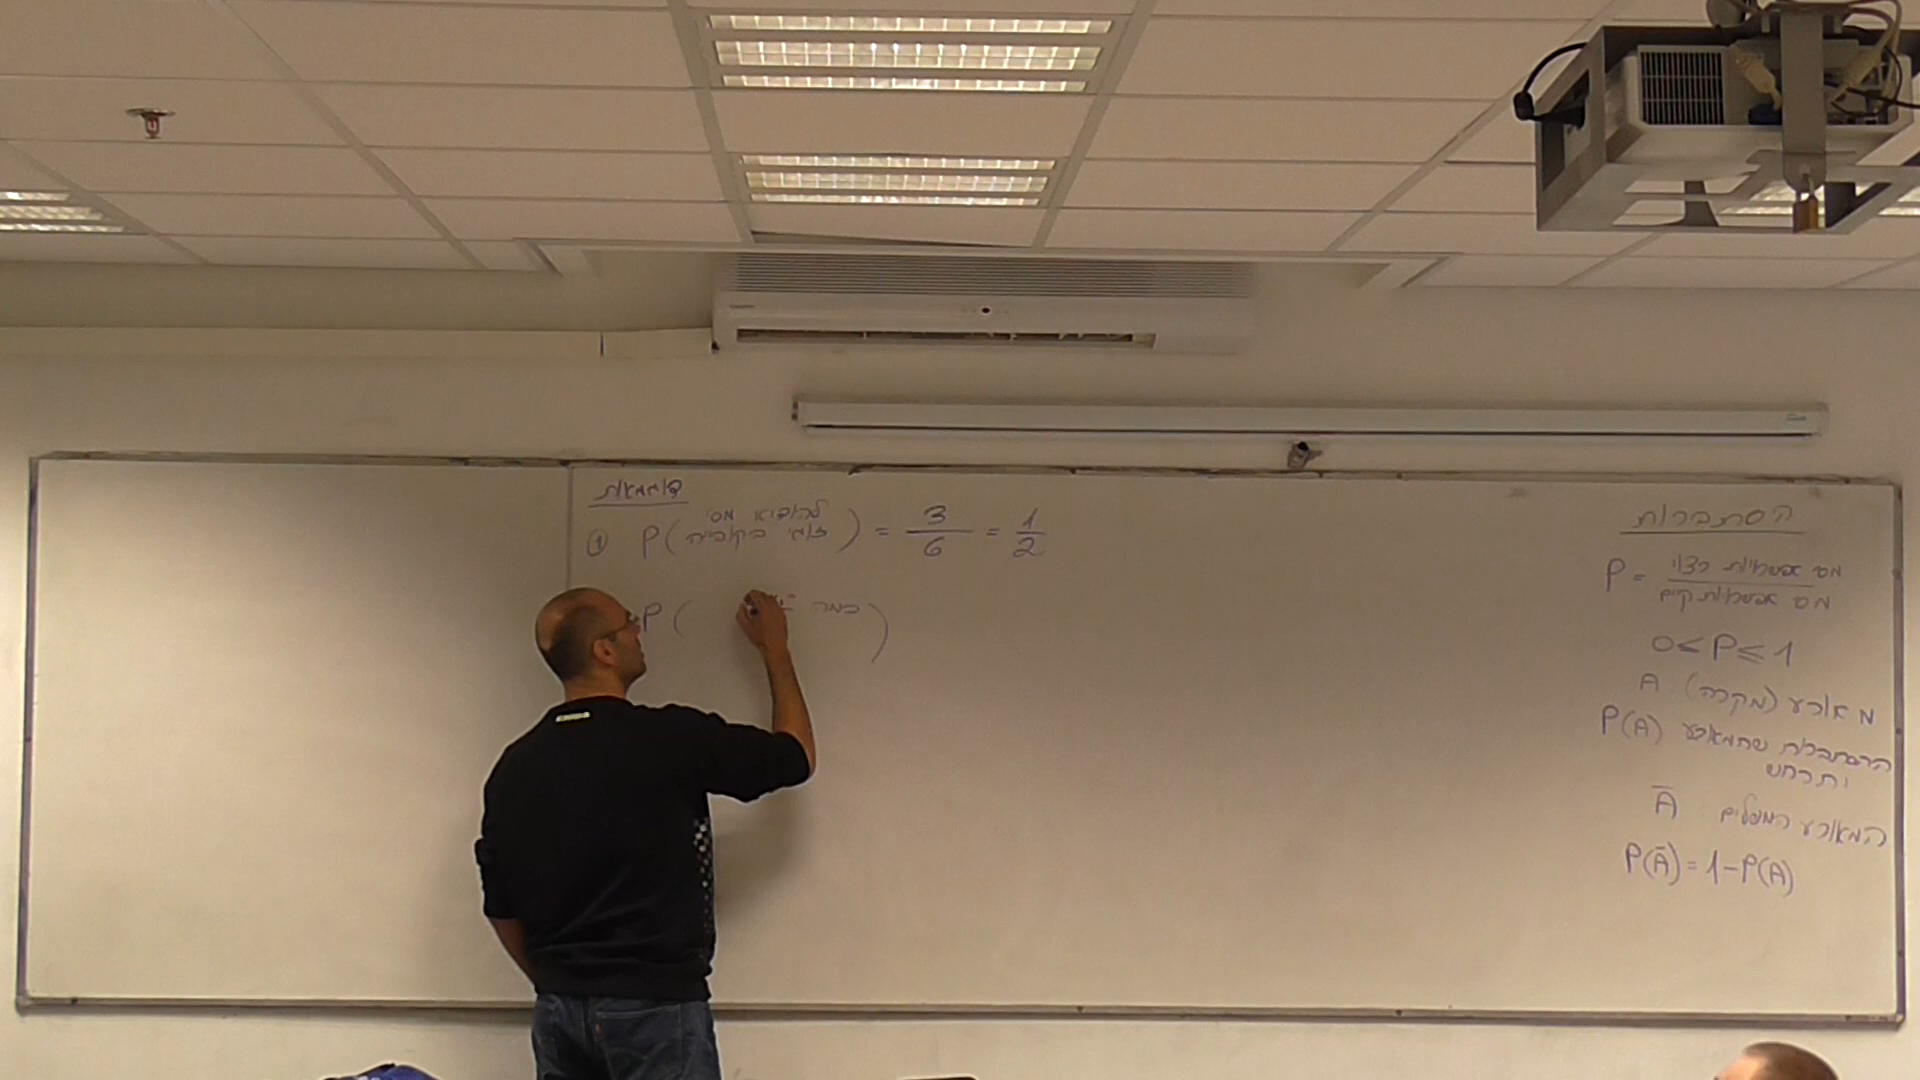 הסתברות
P = מס אפשרויות רצוי / מס אפשרויות קיים
0 ≤ P ≤ 1
מאורע (מקרה) A
P(A) ההסתברות שהמאורע
יתרחש
Ā המאורע המשלים
P(Ā) = 1 - P(A)
דוגמאות
① P(להוציא מס' זוגי בקוביה) = 3/6 = 1/2
P( כמה )